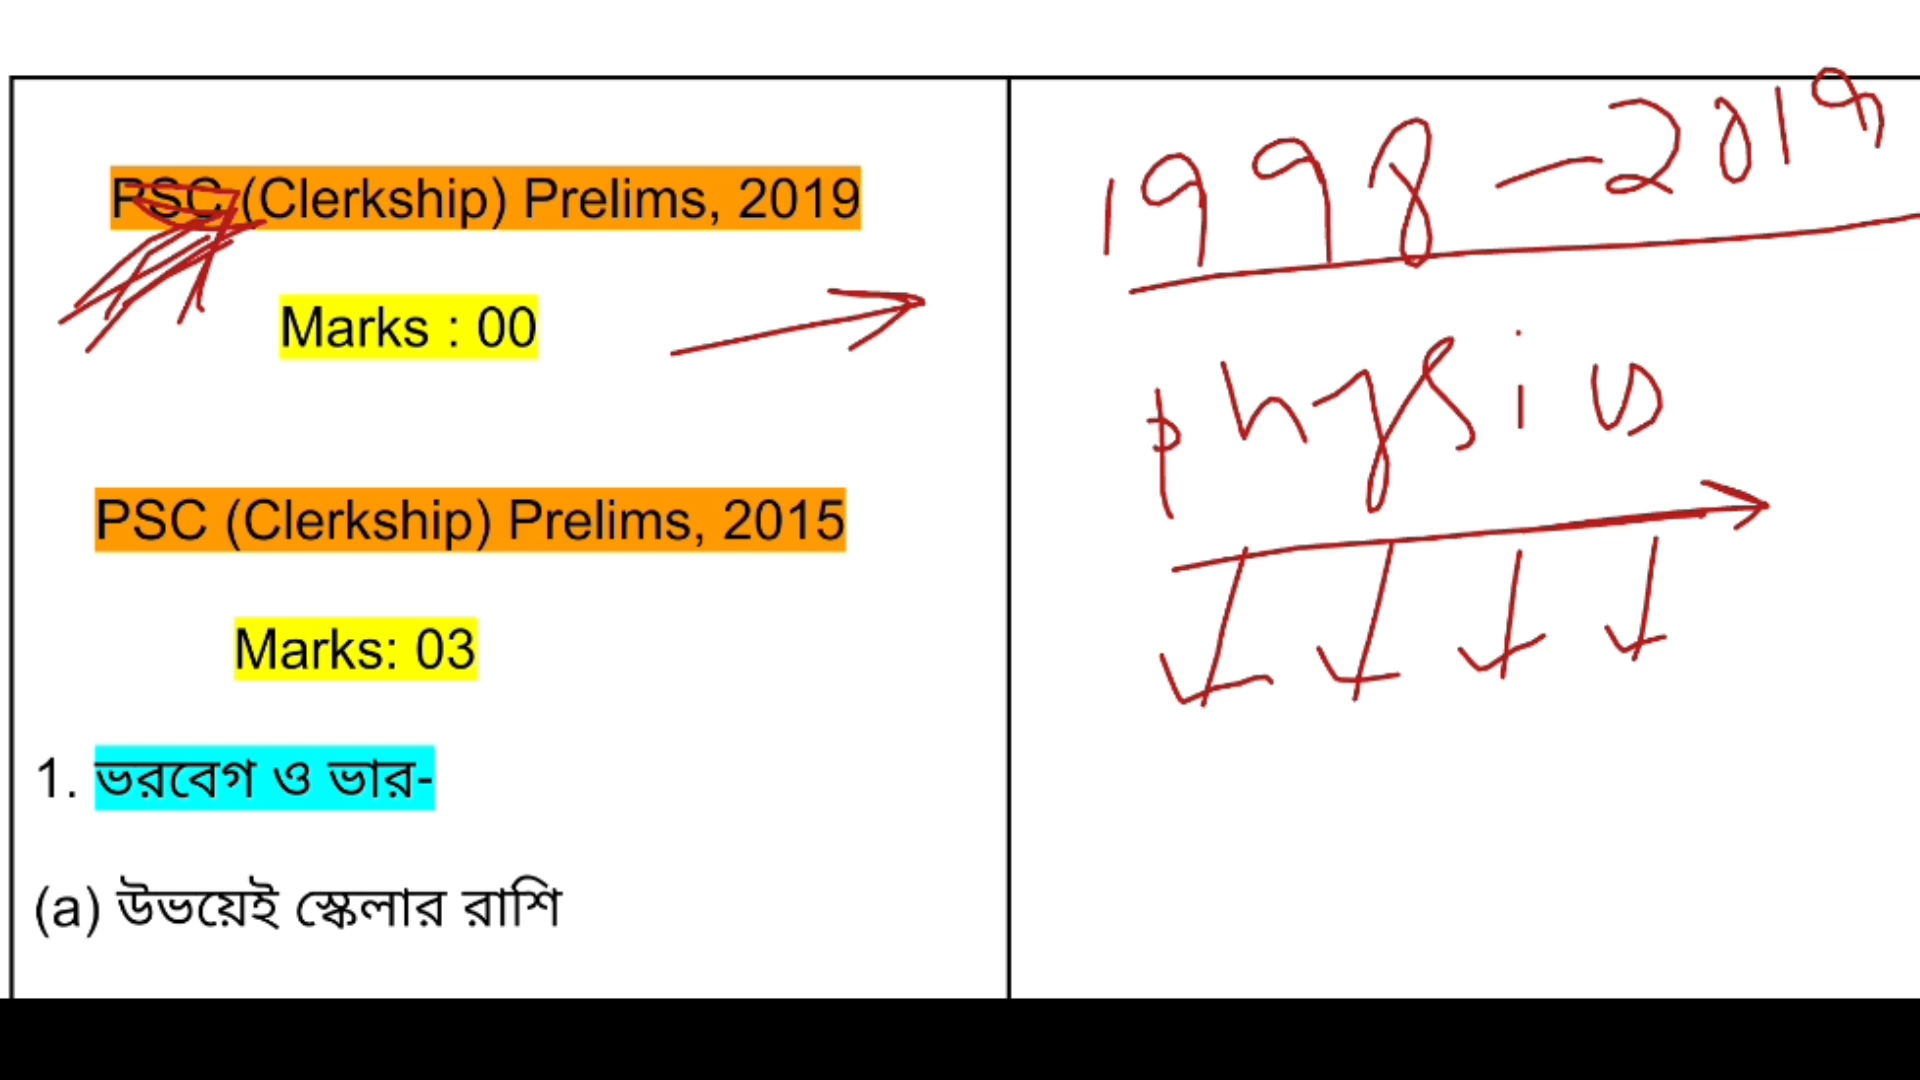 PSC (Clerkship) Prelims, 2019
Marks : 00
PSC (Clerkship) Prelims, 2015
Marks: 03
1. ভরবেগ ও ভার-
(a) উভয়েই স্কেলার রাশি
1998-2019
physics